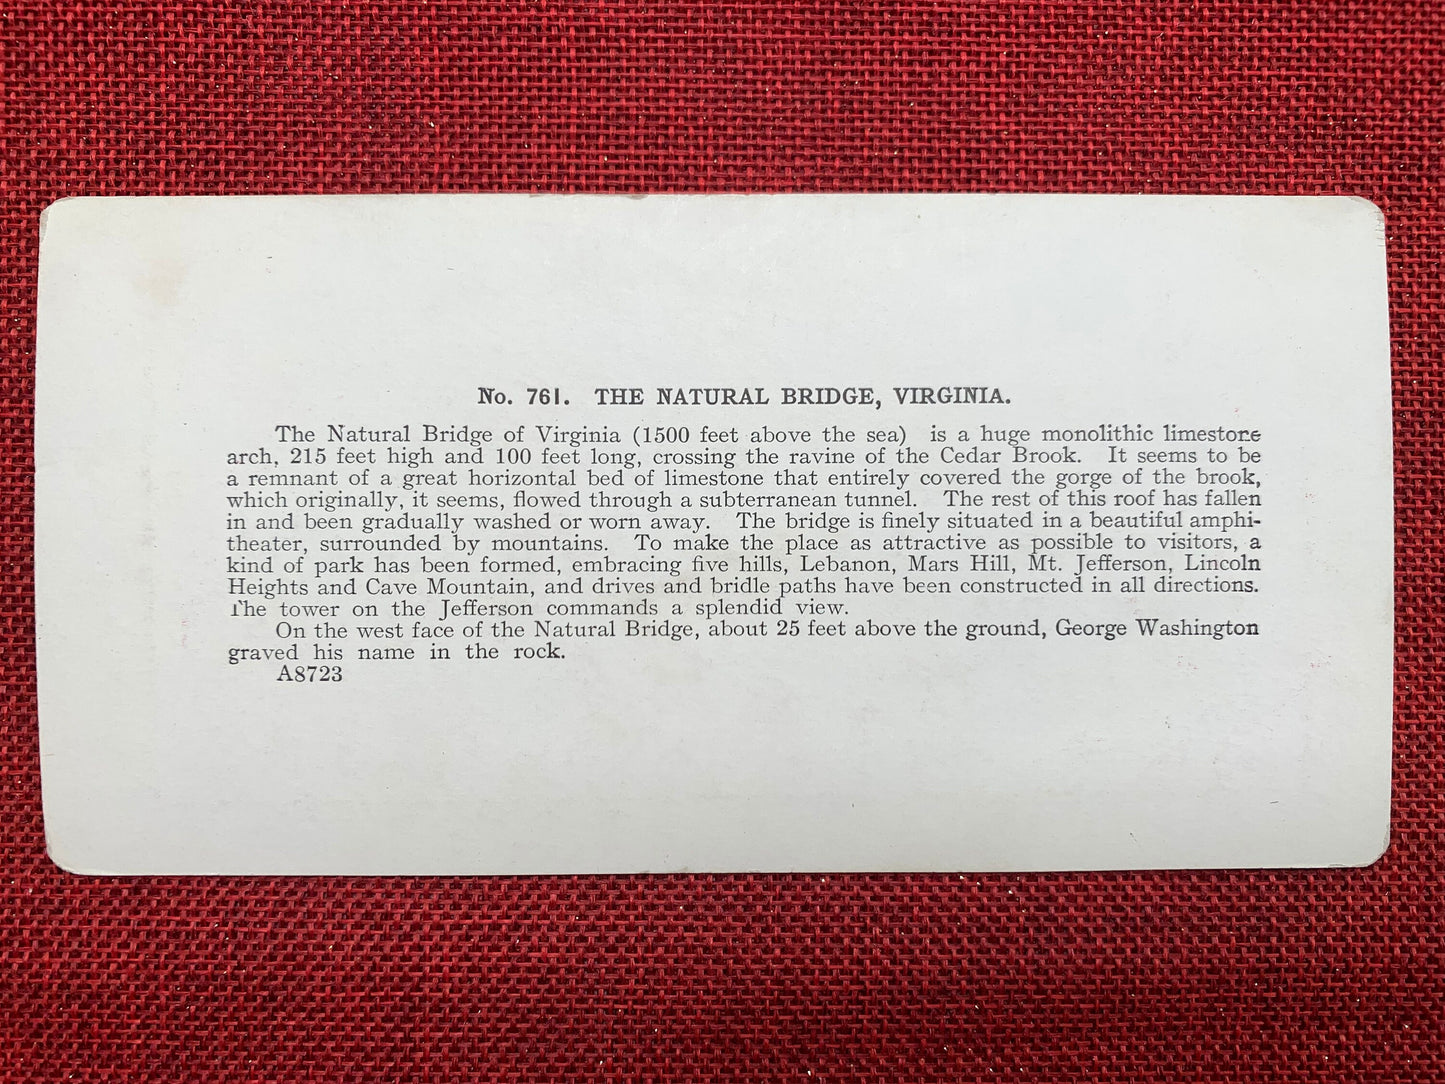 No. 761. THE NATURAL BRIDGE, VIRGINIA.
The Natural Bridge of Virginia (1500 feet above the sea) is a huge monolithic limestone
arch, 215 feet high and 100 feet long, crossing the ravine of the Cedar Brook. It seems to be
a remnant of a great horizontal bed of limestone that entirely covered the gorge of the brook,
which originally, it seems, flowed through a subterranean tunnel. The rest of this roof has fallen
in and been gradually washed or worn away. The bridge is finely situated in a beautiful amphi-
theater, surrounded by mountains. To make the place as attractive as possible to visitors, a
kind of park has been formed, embracing five hills, Lebanon, Mars Hill, Mt. Jefferson, Lincoln
Heights and Cave Mountain, and drives and bridle paths have been constructed in all directions.
The tower on the Jefferson commands a splendid view.
On the west face of the Natural Bridge, about 25 feet above the ground, George Washington
graved his name in the rock.
A8723